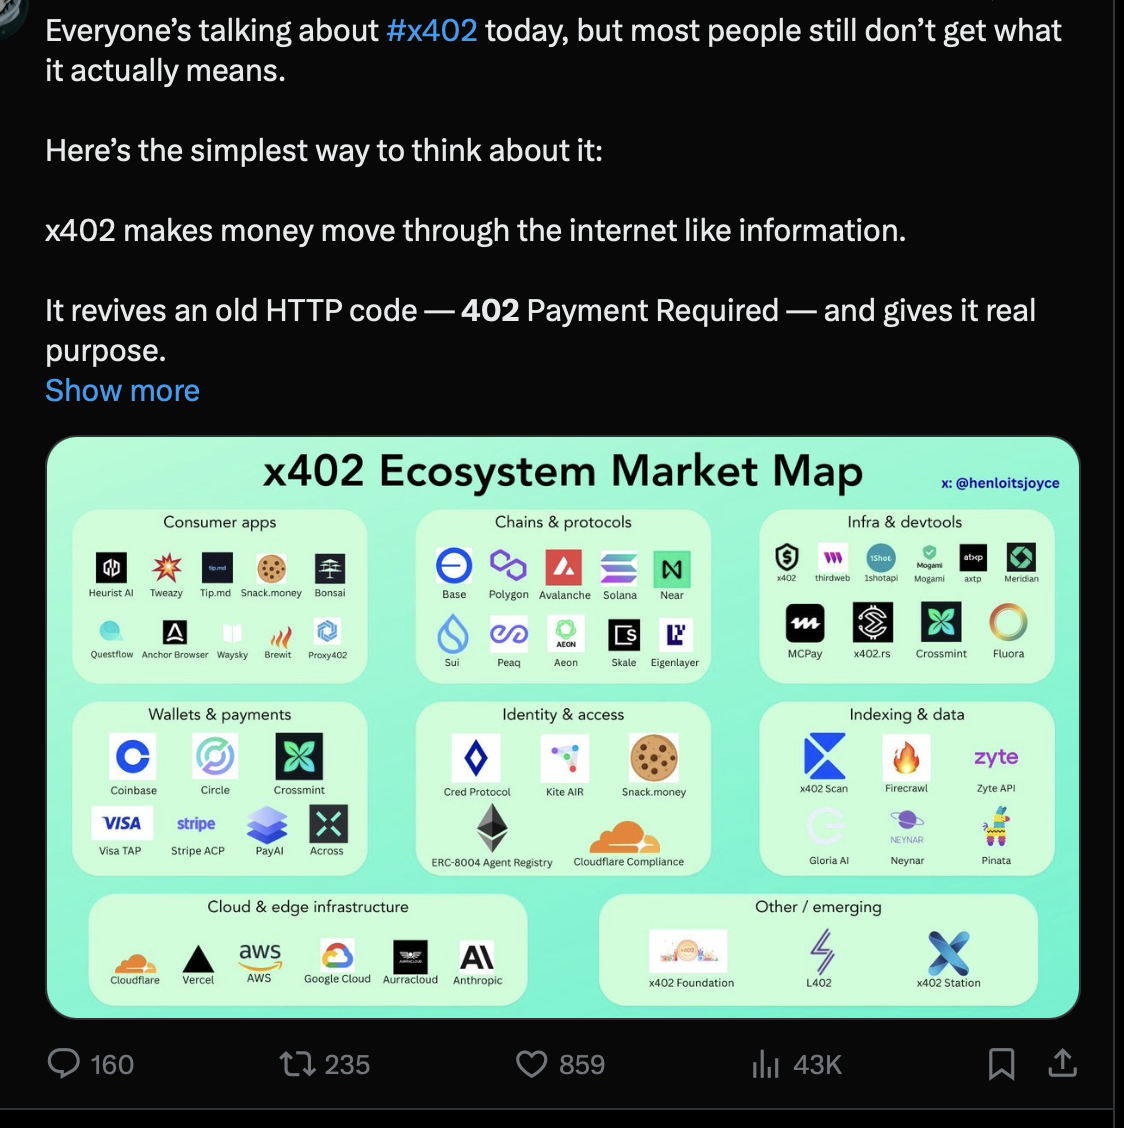 Everyone’s talking about #x402 today, but most people still don’t get what
it actually means.
Here’s the simplest way to think about it:
x402 makes money move through the internet like information.
It revives an old HTTP code — 402 Payment Required — and gives it real
purpose.
Show more
x402 Ecosystem Market Map
x: @henloitsjoyce
Consumer apps
tip.md
Heurist AI Tweazy Tip.md Snack.money Bonsai
Questflow Anchor Browser Waysky Brewit Proxy402
Chains & protocols
Base Polygon Avalanche Solana Near
AEON
Sui Peaq Aeon Skale Eigenlayer
Infra & devtools
1Shot Mogami atxp
x402 thirdweb 1shotapi Mogami axtp Meridian
MCPay x402.rs Crossmint Fluora
Wallets & payments
Coinbase Circle Crossmint
VISA stripe
Visa TAP Stripe ACP PayAI Across
Identity & access
Cred Protocol Kite AIR Snack.money
ERC-8004 Agent Registry Cloudflare Compliance
Indexing & data
zyte
x402 Scan Firecrawl Zyte API
NEYNAR
Gloria AI Neynar Pinata
Cloud & edge infrastructure
aws
Cloudflare Vercel AWS Google Cloud Aurracloud Anthropic
Other / emerging
x402 Foundation L402 x402 Station
160 235 859 43K